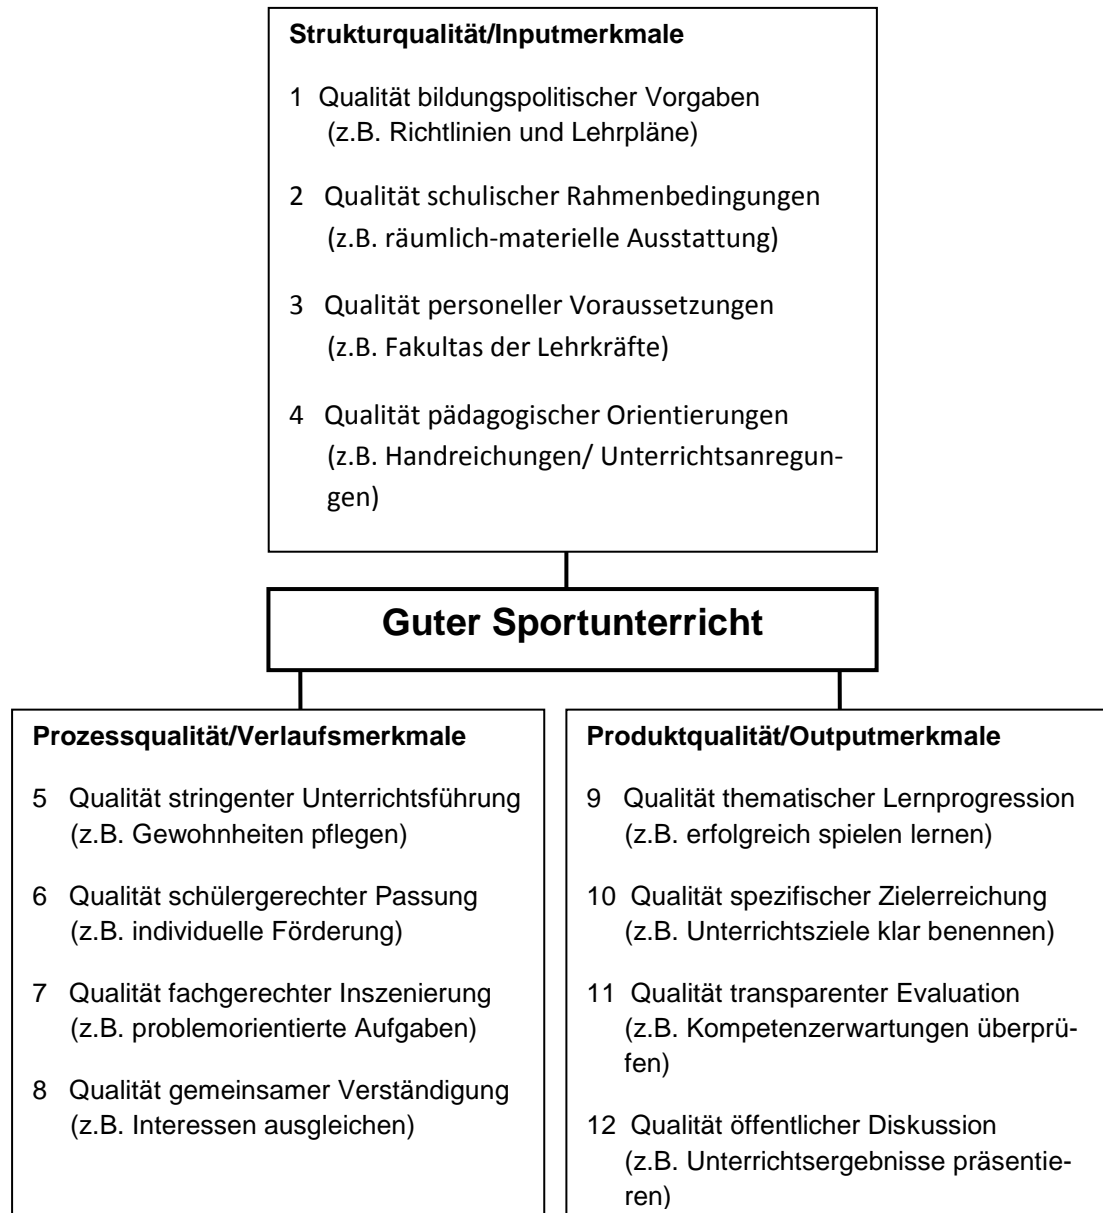 Strukturqualität/Inputmerkmale
1 Qualität bildungspolitischer Vorgaben
(z.B. Richtlinien und Lehrpläne)
2 Qualität schulischer Rahmenbedingungen
(z.B. räumlich-materielle Ausstattung)
3 Qualität personeller Voraussetzungen
(z.B. Fakultas der Lehrkräfte)
4 Qualität pädagogischer Orientierungen
(z.B. Handreichungen/ Unterrichtsanregun-
gen)
Guter Sportunterricht
Prozessqualität/Verlaufsmerkmale
5 Qualität stringenter Unterrichtsführung
(z.B. Gewohnheiten pflegen)
6 Qualität schülergerechter Passung
(z.B. individuelle Förderung)
7 Qualität fachgerechter Inszenierung
(z.B. problemorientierte Aufgaben)
8 Qualität gemeinsamer Verständigung
(z.B. Interessen ausgleichen)
Produktqualität/Outputmerkmale
9 Qualität thematischer Lernprogression
(z.B. erfolgreich spielen lernen)
10 Qualität spezifischer Zielerreichung
(z.B. Unterrichtsziele klar benennen)
11 Qualität transparenter Evaluation
(z.B. Kompetenzerwartungen überprü-
fen)
12 Qualität öffentlicher Diskussion
(z.B. Unterrichtsergebnisse präsentie-
ren)